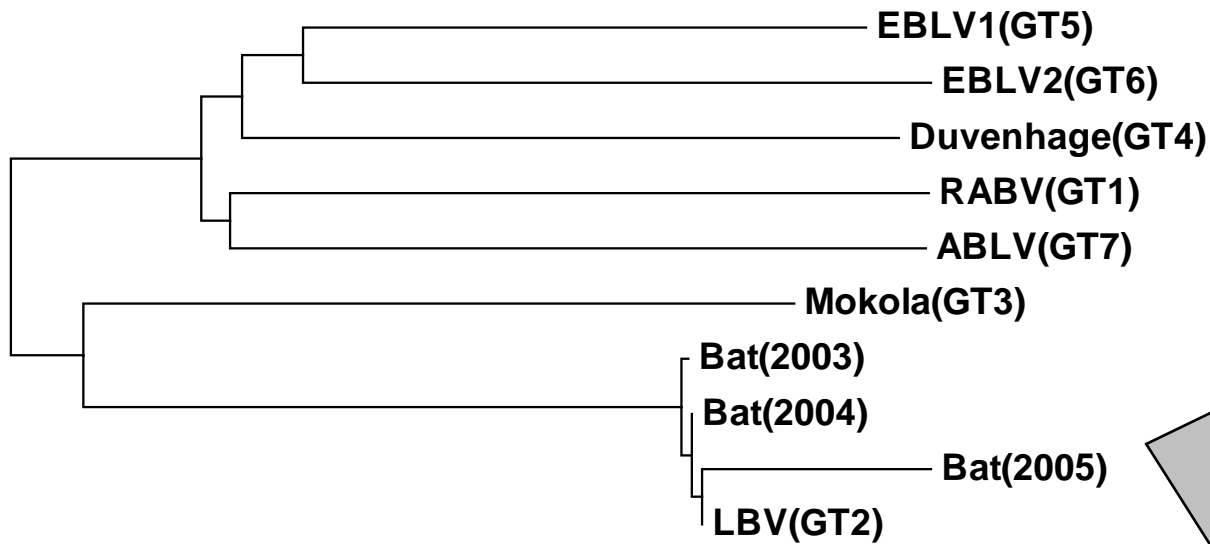 EBLV1(GT5)
EBLV2(GT6)
Duvenhage(GT4)
RABV(GT1)
ABLV(GT7)
Mokola(GT3)
Bat(2003)
Bat(2004)
Bat(2005)
LBV(GT2)